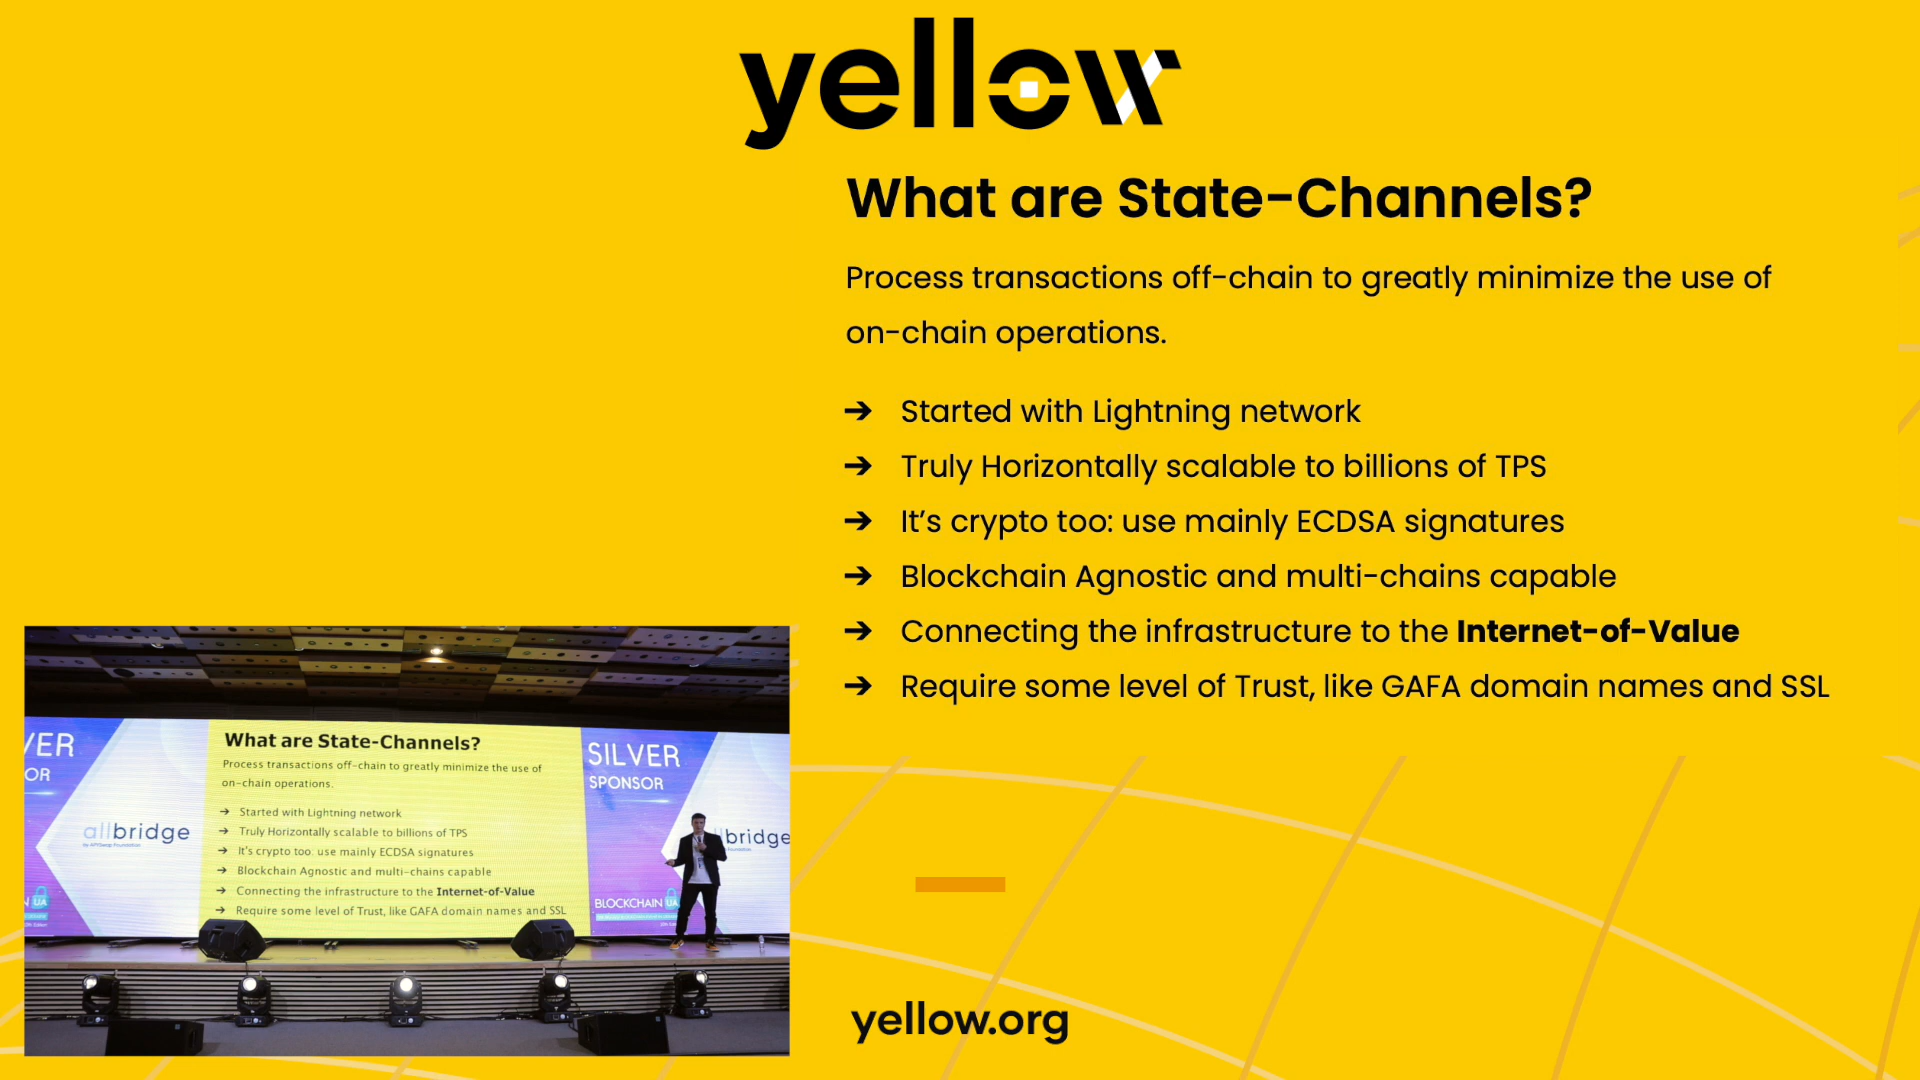 yellow
What are State-Channels?
Process transactions off-chain to greatly minimize the use of
on-chain operations.
➔ Started with Lightning network
➔ Truly Horizontally scalable to billions of TPS
➔ It's crypto too: use mainly ECDSA signatures
➔ Blockchain Agnostic and multi-chains capable
➔ Connecting the infrastructure to the Internet-of-Value
➔ Require some level of Trust, like GAFA domain names and SSL
VER
OR
allbridge
UA
What are State-Channels?
Process transactions off-chain to greatly minimize the use of
on-chain operations.
➔ Started with Lightning network
➔ Truly Horizontally scalable to billions of TPS
➔ It's crypto too: use mainly ECDSA signatures
➔ Blockchain Agnostic and multi-chains capable
➔ Connecting the infrastructure to the Internet-of-Value
➔ Require some level of Trust, like GAFA domain names and SSL
SILVER
SPONSOR
bridge
BLOCKCHAIN UA
yellow.org